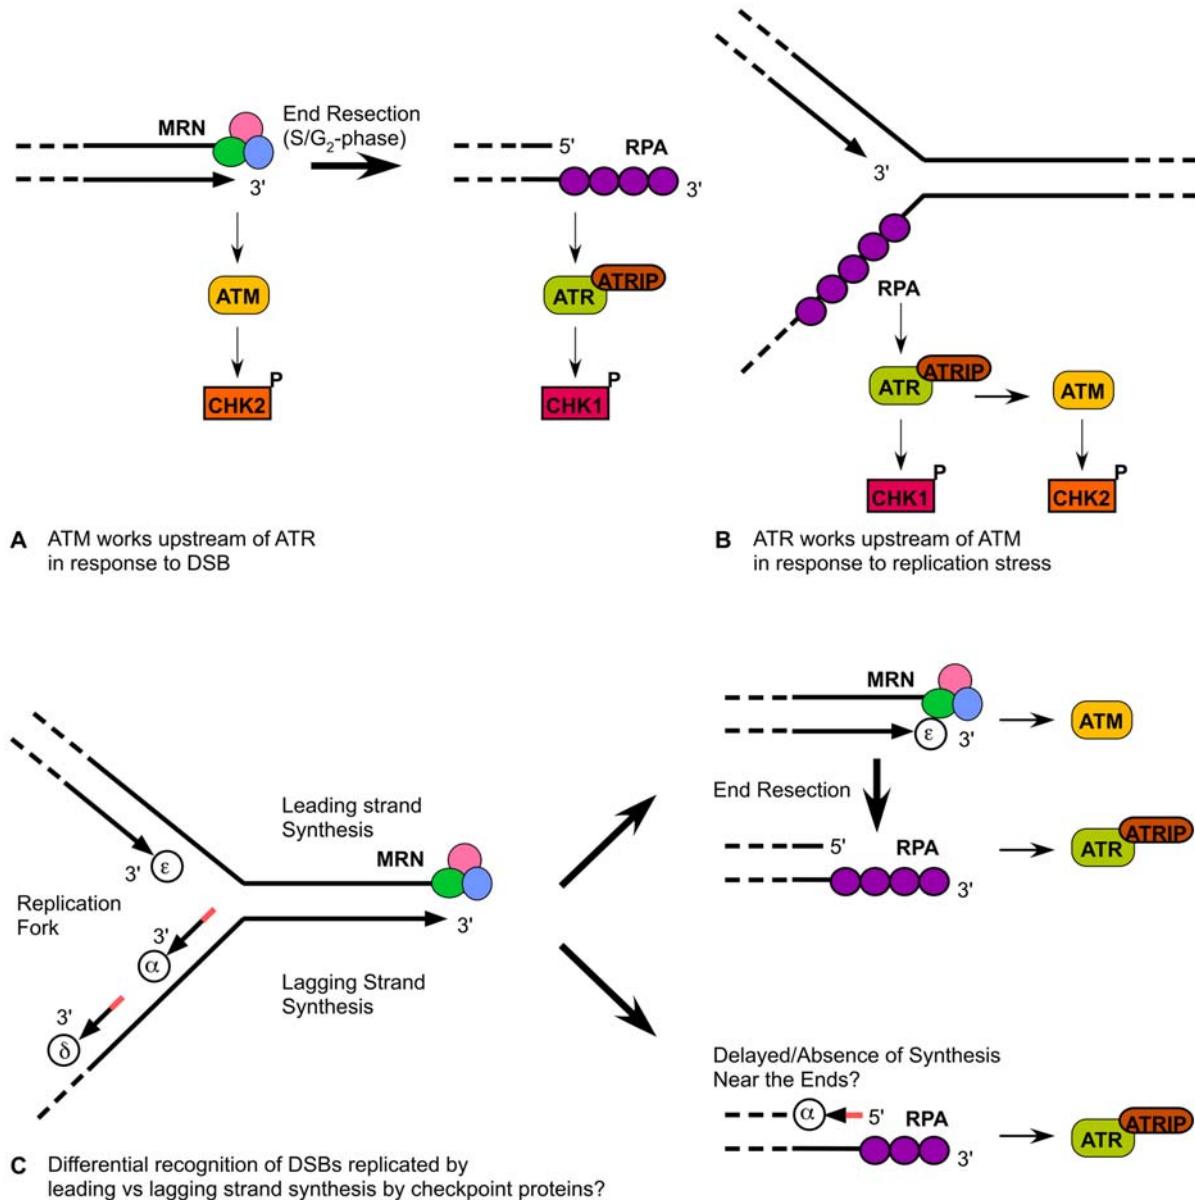 MRN
3'
End Resection
(S/G2-phase)
5'
RPA
3'
ATM
ATR
ATRIP
P
CHK2
P
CHK1
A ATM works upstream of ATR
in response to DSB
3'
RPA
ATR
ATRIP
ATM
P
CHK1
P
CHK2
B ATR works upstream of ATM
in response to replication stress
Leading strand
Synthesis
MRN
3'
3' ε
Replication
Fork
3'
α
3'
δ
Lagging Strand
Synthesis
MRN
ε 3'
ATM
End Resection
5'
RPA
3'
ATR
ATRIP
Delayed/Absence of Synthesis
Near the Ends?
α 5'
RPA
3'
ATR
ATRIP
C Differential recognition of DSBs replicated by
leading vs lagging strand synthesis by checkpoint proteins?